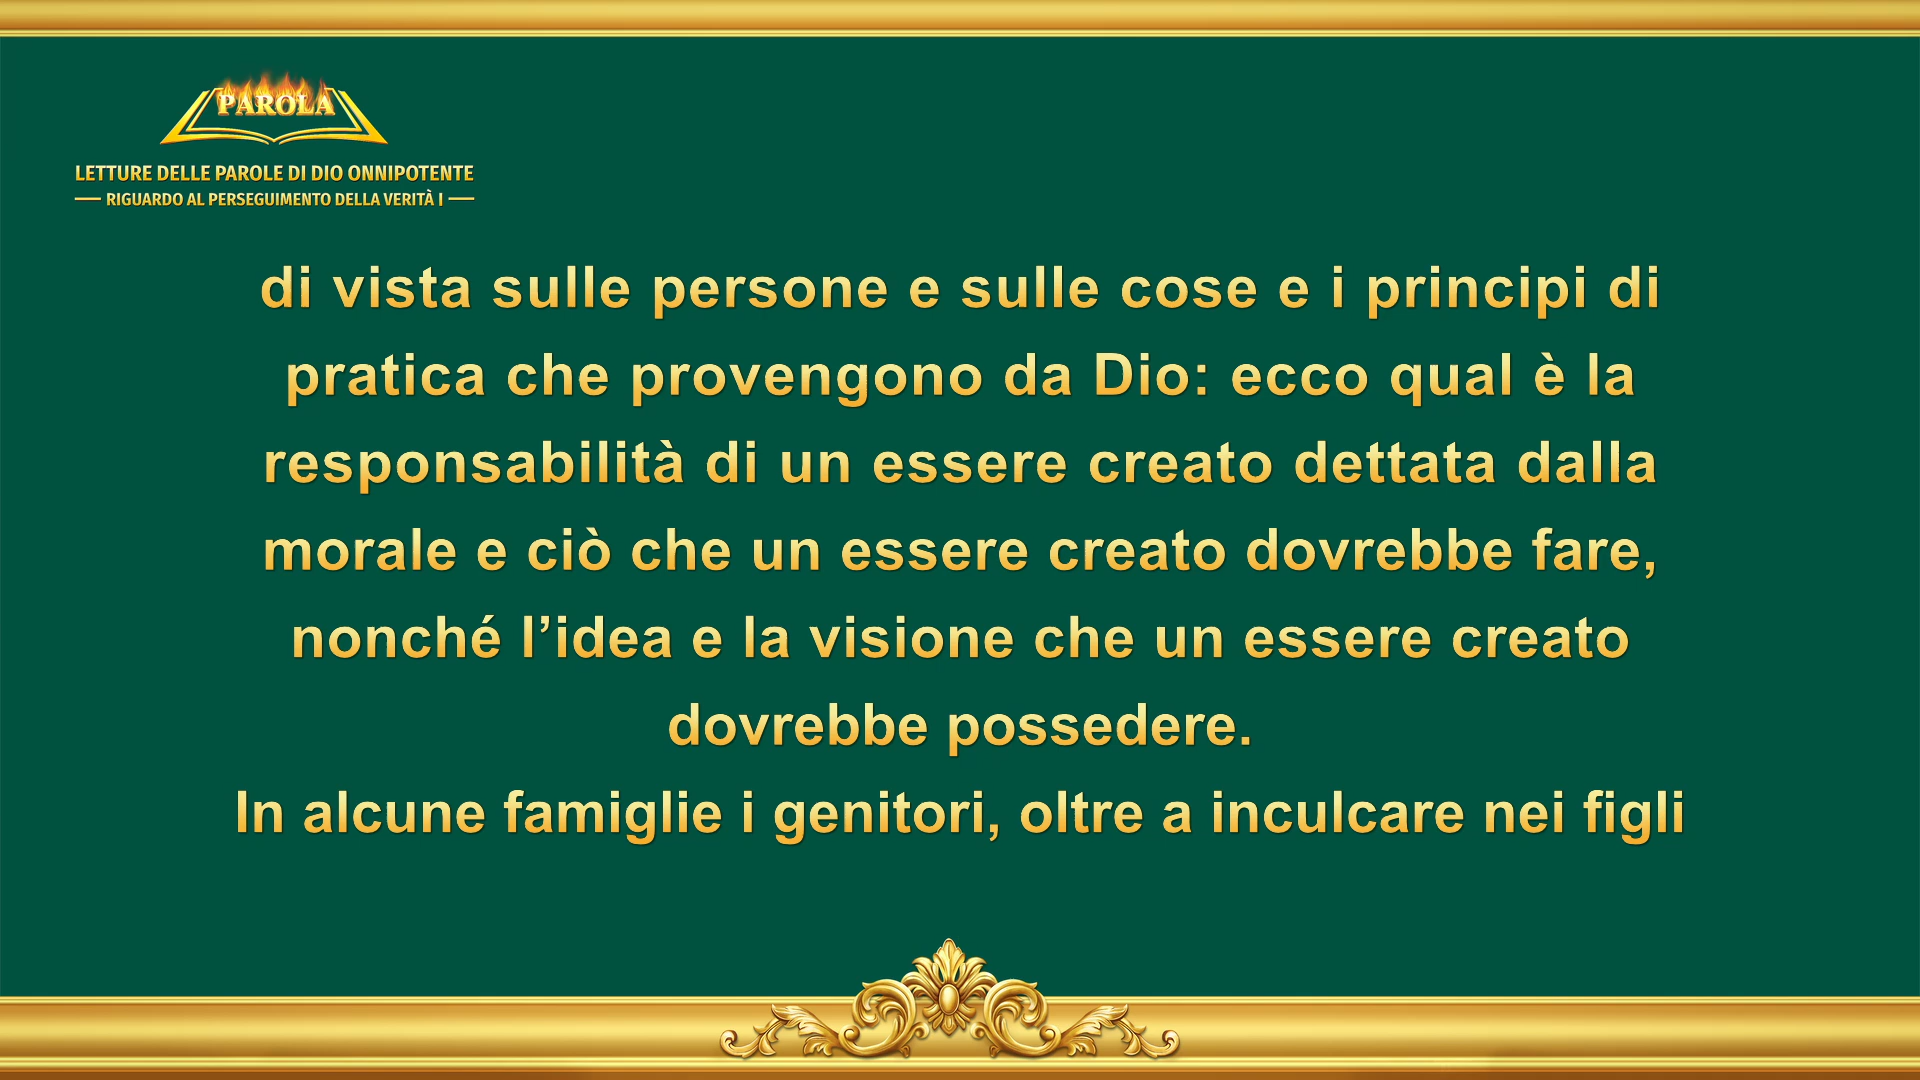 PAROLA
LETTURE DELLE PAROLE DI DIO ONNIPOTENTE
RIGUARDO AL PERSEGUIMENTO DELLA VERITÀ I
di vista sulle persone e sulle cose e i principi di
pratica che provengono da Dio: ecco qual è la
responsabilità di un essere creato dettata dalla
morale e ciò che un essere creato dovrebbe fare,
nonché l’idea e la visione che un essere creato
dovrebbe possedere.
In alcune famiglie i genitori, oltre a inculcare nei figli